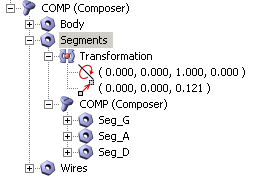 COMP (Composer)
Body
Segments
Transformation
( 0.000, 0.000, 1.000, 0.000 )
( 0.000, 0.000, 0.121 )
COMP (Composer)
Seg_G
Seg_A
Seg_D
Wires